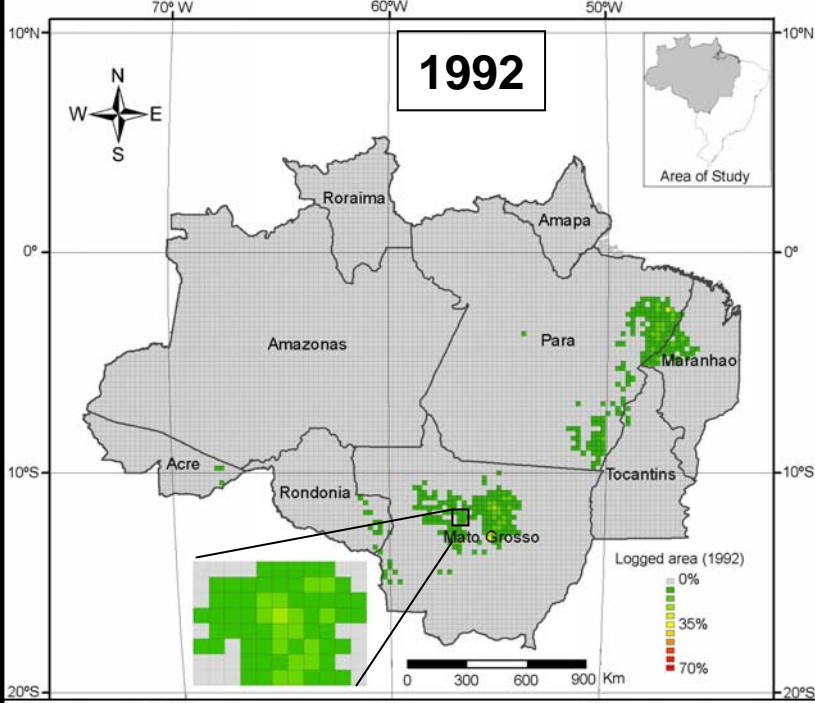 70° W 60°W 50°W
10°N 10°N
1992
N
W E
S
Area of Study
Roraima
Amapa
0° 0°
Amazonas
Para
Maranhao
Acre
10°S 10°S
Rondonia
Tocantins
Mato Grosso
Logged area (1992)
0%
35%
70%
0 300 600 900 Km
20°S 20°S